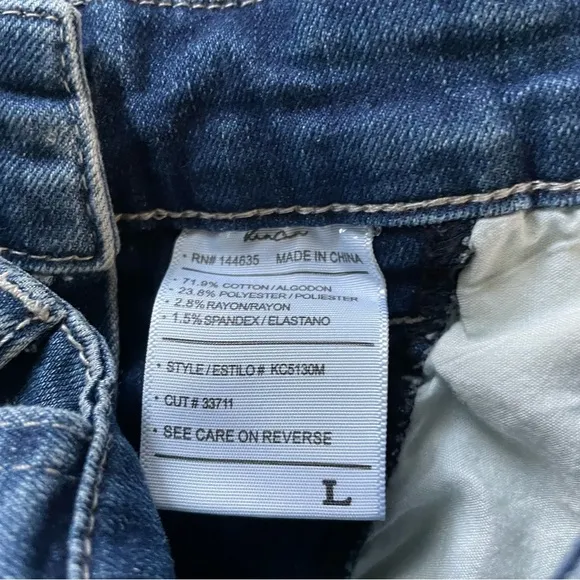 KanCan
• RN# 144635 MADE IN CHINA
• 71.9% COTTON/ALGODON
• 23.8% POLYESTER/POLIESTER
• 2.8% RAYON/RAYON
• 1.5% SPANDEX/ELASTANO
• STYLE/ESTILO# KC5130M
• CUT# 33711
• SEE CARE ON REVERSE
L